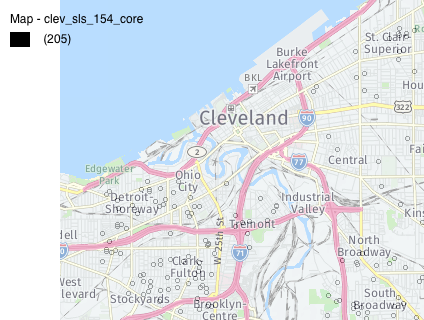 Map - clev_sls_154_core
(205)
St. Clair-
Superior
Burke
Lakefront
Airport
BKL
Hou
322
Cleveland
90
2
77
Central
Fai
Edgewater
Park
Ohio
City
Detroit-
Shoreway
Industrial
Valley
Kins
W 25th St
Tremont
dell
North
Broadway
71
Clark-
Fulton
West
levard
Stockyards
Brooklyn-
Centre
South
Broadway